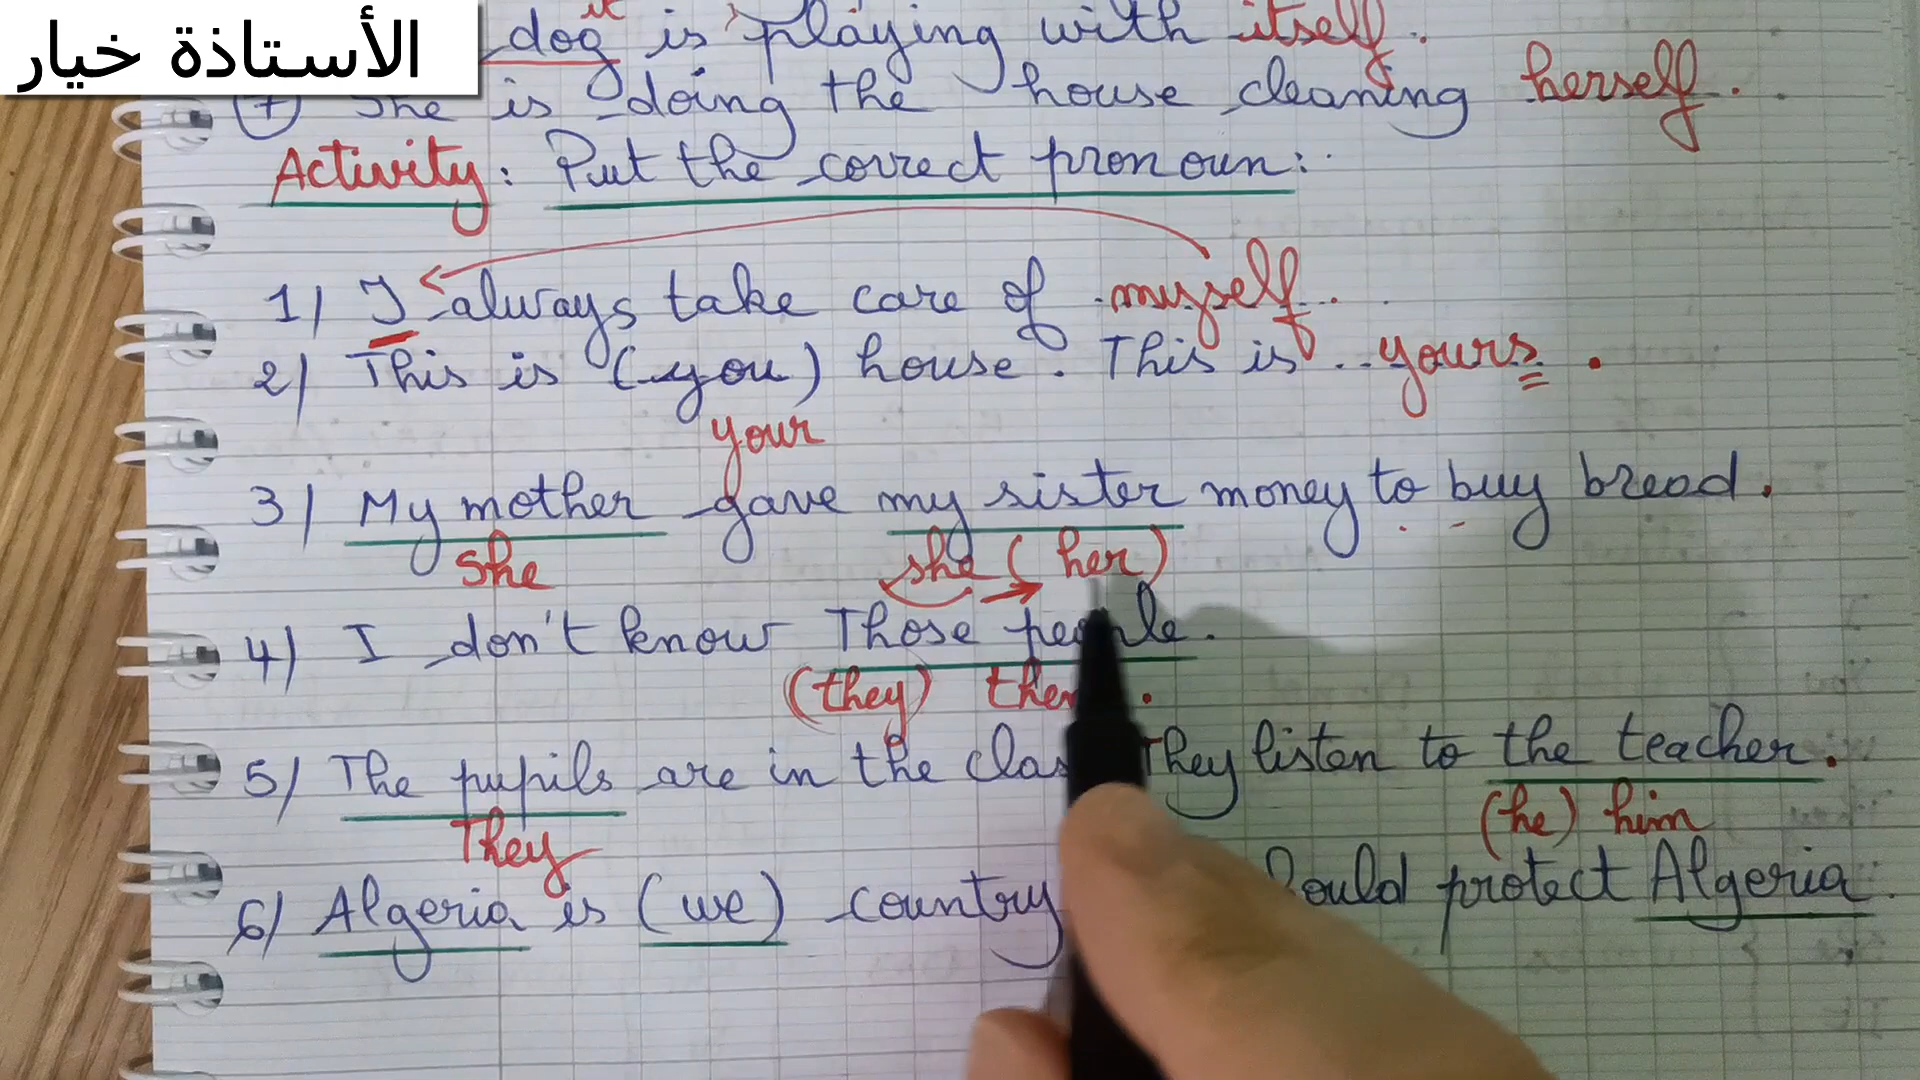 الأستاذة خيار
it
dog is playing with itself.
7 She is doing the house cleaning herself.
Activity: Put the correct pronoun:
1) I always take care of myself.
2) This is (you) house. This is .. yours.
your
3) My mother gave my sister money to buy bread.
she she (her)
4) I don't know Those people.
(they)
5) The pupils are in the They listen to the teacher.
They (he) him
6) Algeria is (we) country protect Algeria.